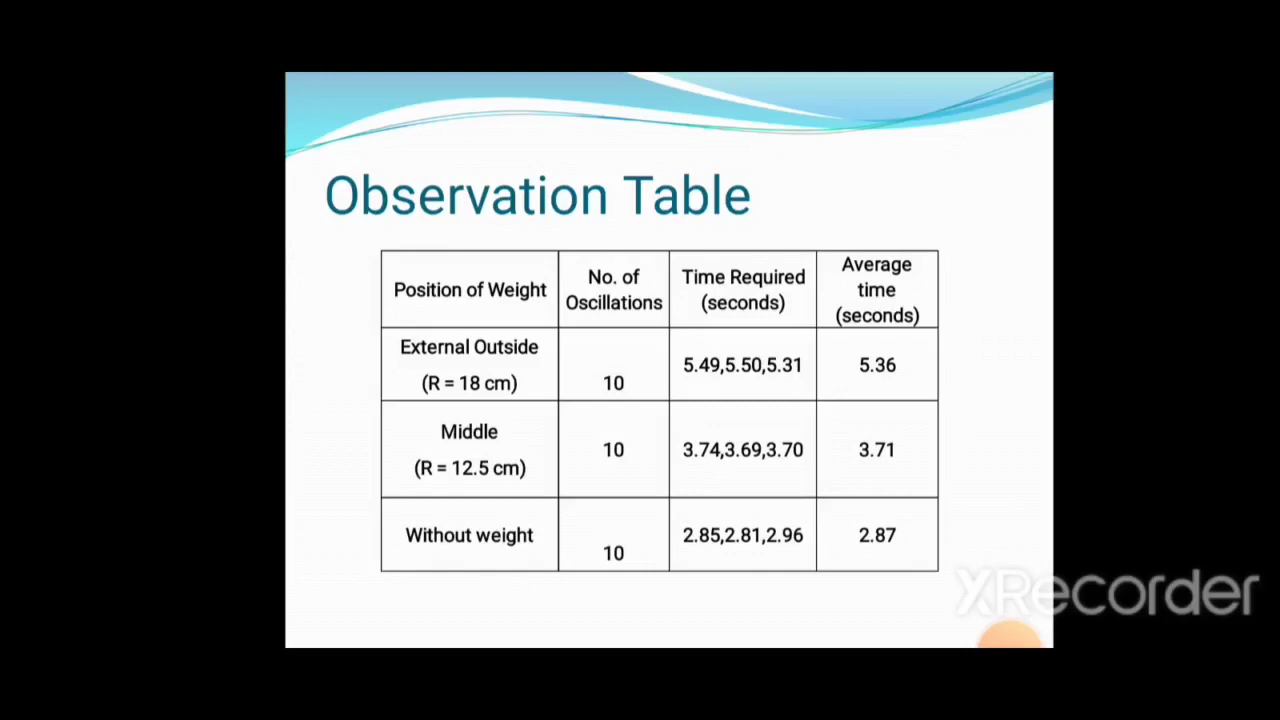 Observation Table
Position of Weight
No. of
Oscillations
Time Required
(seconds)
Average
time
(seconds)
External Outside
(R = 18 cm)
10
5.49,5.50,5.31
5.36
Middle
(R = 12.5 cm)
10
3.74,3.69,3.70
3.71
Without weight
10
2.85,2.81,2.96
2.87
XRecorder